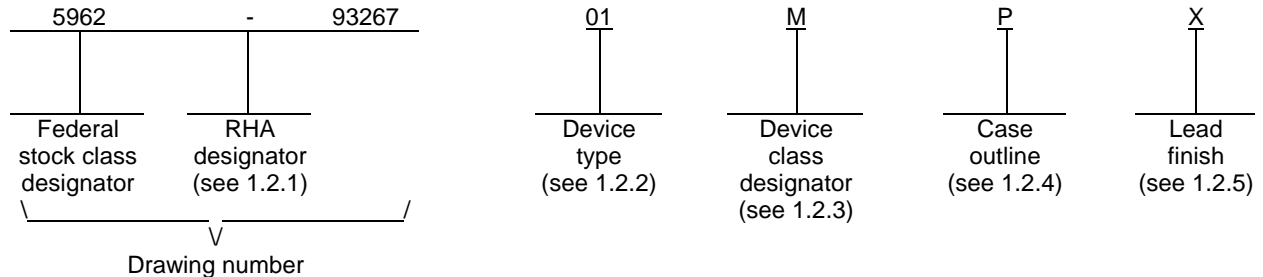 5962 - 93267 01 M P X
Federal stock class designator
RHA designator (see 1.2.1)
Device type (see 1.2.2)
Device class designator (see 1.2.3)
Case outline (see 1.2.4)
Lead finish (see 1.2.5)
\ /
\/
Drawing number